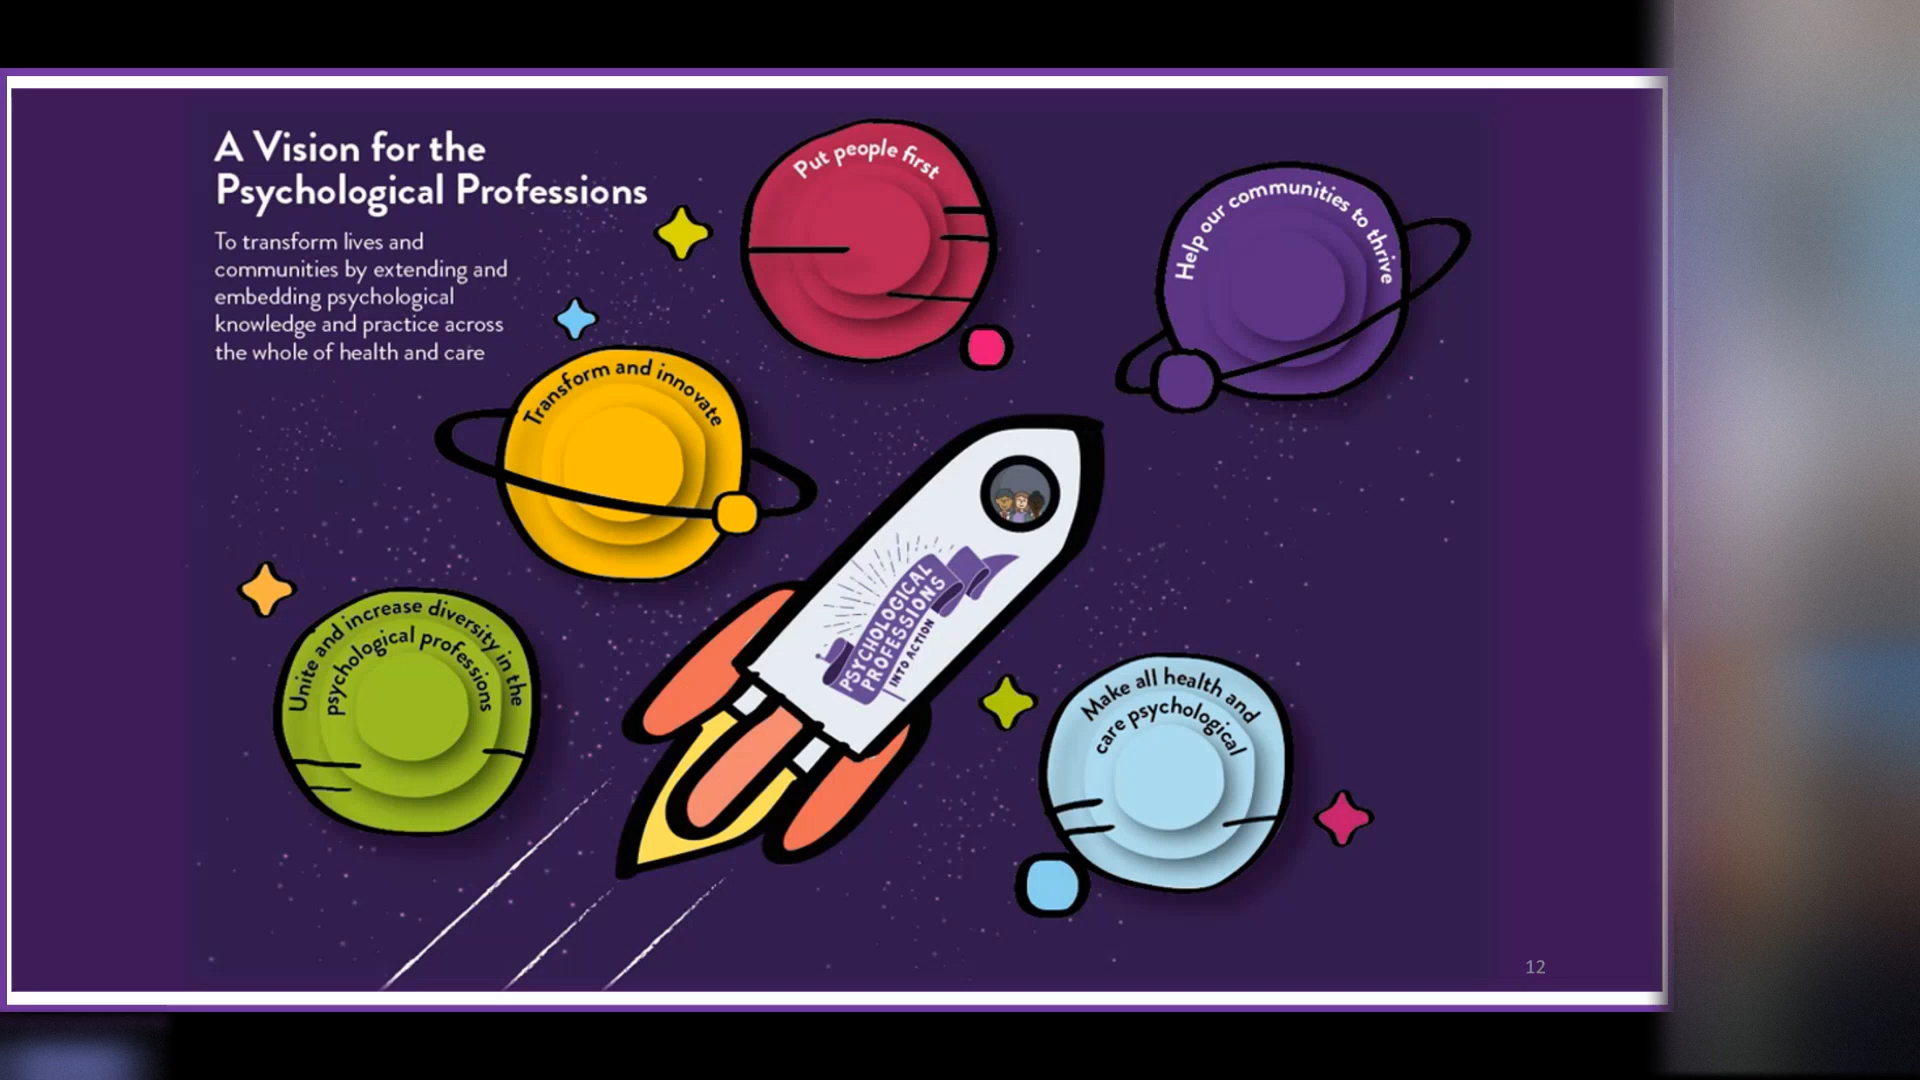 A Vision for the
Psychological Professions
To transform lives and
communities by extending and
embedding psychological
knowledge and practice across
the whole of health and care
Put people first
Help our communities to thrive
Transform and innovate
Unite and increase diversity in the
psychological professions
PSYCHOLOGICAL
PROFESSIONS
INTO ACTION
Make all health and
care psychological
12